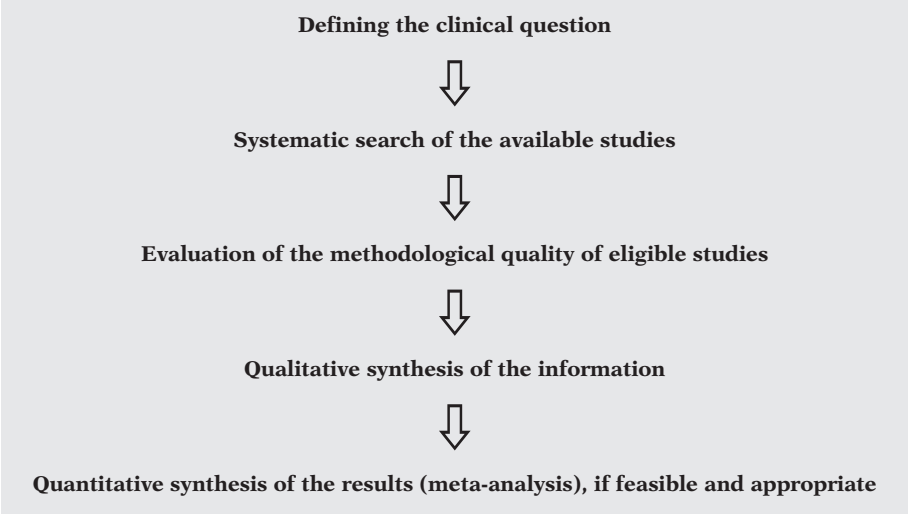 Defining the clinical question
Systematic search of the available studies
Evaluation of the methodological quality of eligible studies
Qualitative synthesis of the information
Quantitative synthesis of the results (meta-analysis), if feasible and appropriate